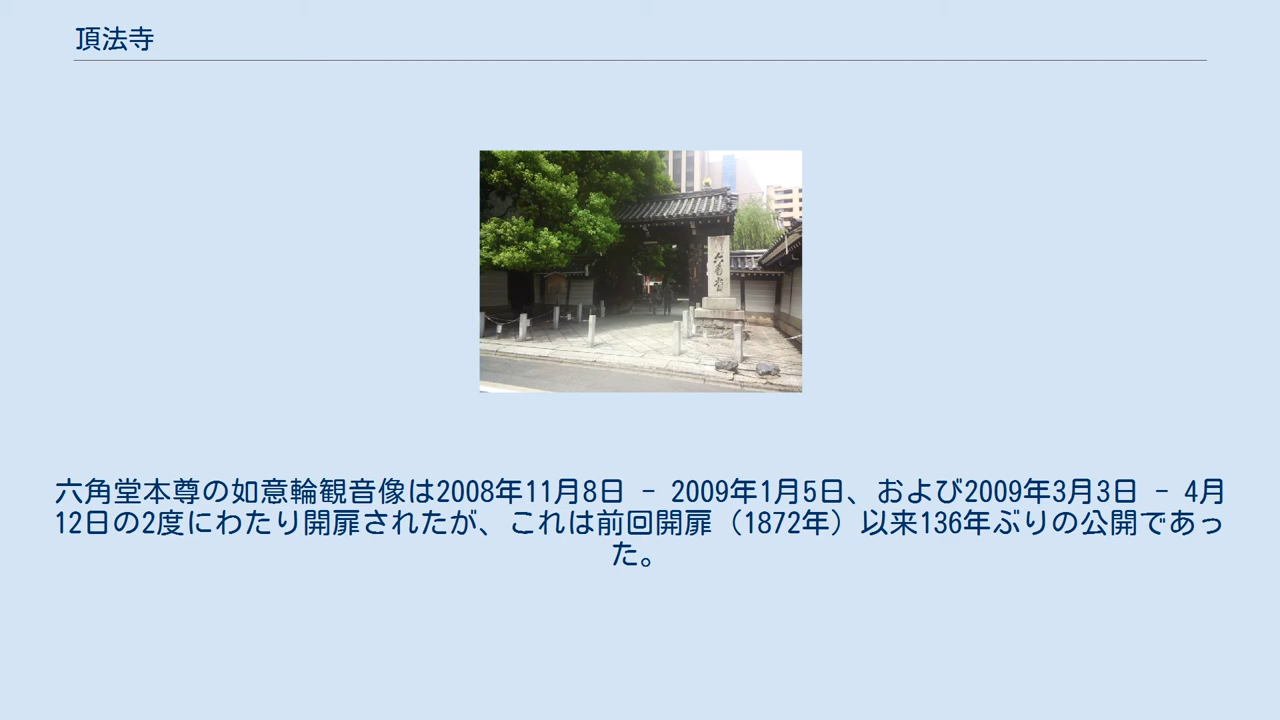 頂法寺
六角堂
六角堂本尊の如意輪観音像は2008年11月8日 - 2009年1月5日、および2009年3月3日 - 4月
12日の2度にわたり開扉されたが、これは前回開扉（1872年）以来136年ぶりの公開であっ
た。